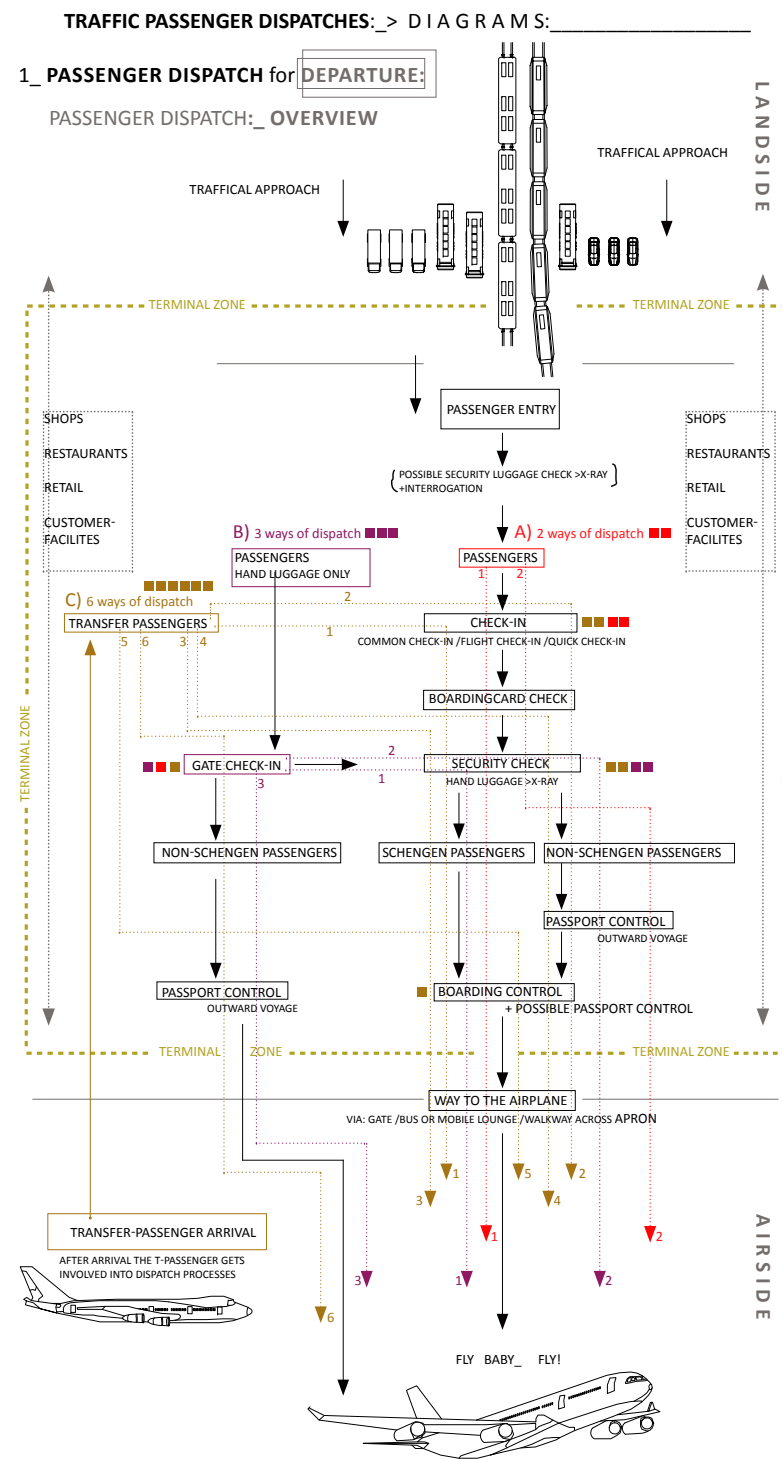 TRAFFIC PASSENGER DISPATCHES:_> D I A G R A M S:__________________
1_ PASSENGER DISPATCH for DEPARTURE:
PASSENGER DISPATCH:_ OVERVIEW
LANDSIDE
TRAFFICAL APPROACH
TRAFFICAL APPROACH
TERMINAL ZONE
TERMINAL ZONE
PASSENGER ENTRY
SHOPS
RESTAURANTS
RETAIL
CUSTOMER-
FACILITES
SHOPS
RESTAURANTS
RETAIL
CUSTOMER-
FACILITES
POSSIBLE SECURITY LUGGAGE CHECK >X-RAY
+INTERROGATION
B) 3 ways of dispatch
A) 2 ways of dispatch
PASSENGERS
HAND LUGGAGE ONLY
PASSENGERS
1 2
C) 6 ways of dispatch
2
TRANSFER PASSENGERS
1
5 6 3 4
CHECK-IN
COMMON CHECK-IN /FLIGHT CHECK-IN /QUICK CHECK-IN
BOARDINGCARD CHECK
TERMINAL ZONE
GATE CHECK-IN
2
1
3
SECURITY CHECK
HAND LUGGAGE >X-RAY
NON-SCHENGEN PASSENGERS
SCHENGEN PASSENGERS
NON-SCHENGEN PASSENGERS
PASSPORT CONTROL
OUTWARD VOYAGE
PASSPORT CONTROL
OUTWARD VOYAGE
BOARDING CONTROL
+ POSSIBLE PASSPORT CONTROL
TERMINAL ZONE
TERMINAL ZONE
WAY TO THE AIRPLANE
VIA: GATE /BUS OR MOBILE LOUNGE /WALKWAY ACROSS APRON
1
5
2
3
4
1
2
3
1
2
6
TRANSFER-PASSENGER ARRIVAL
AFTER ARRIVAL THE T-PASSENGER GETS
INVOLVED INTO DISPATCH PROCESSES
AIRSIDE
FLY BABY_ FLY!